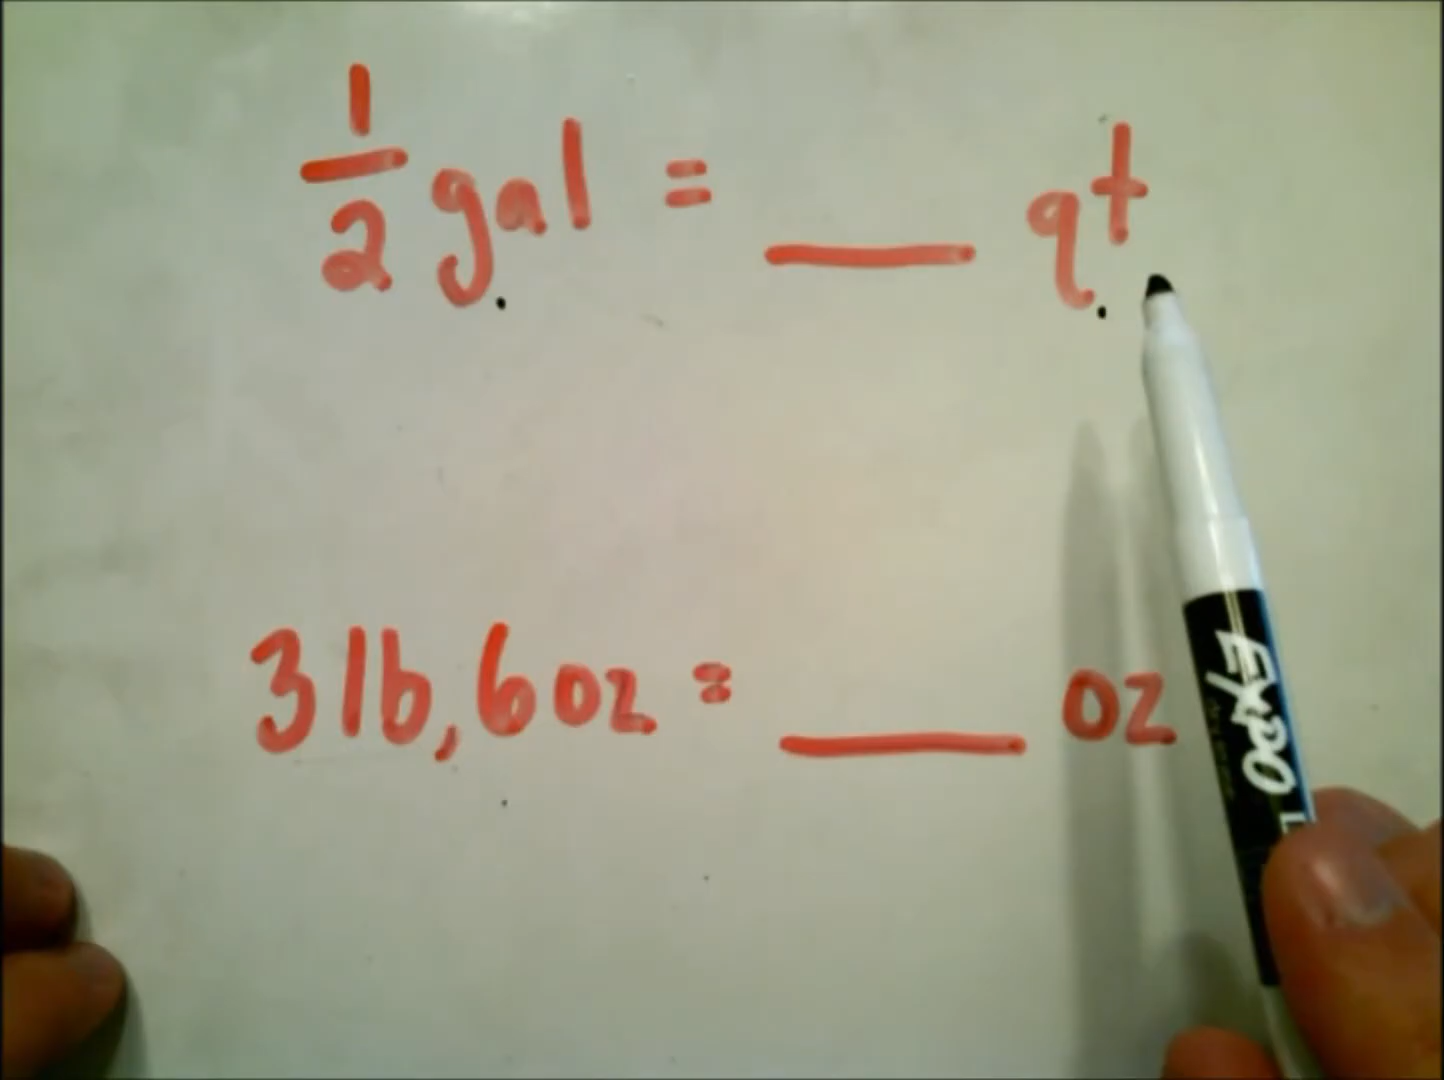 1/2 gal = ___ qt
3 lb, 6 oz = ___ oz
EXPO